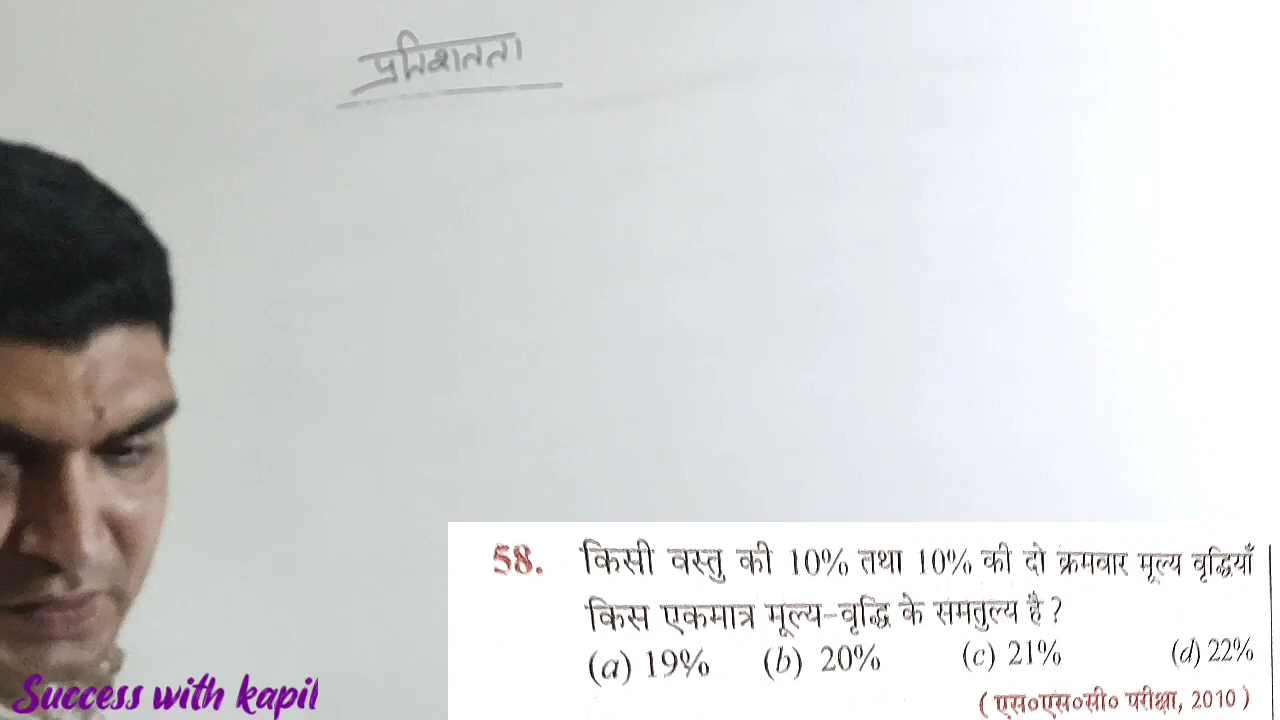 प्रतिशतता
58. किसी वस्तु की 10% तथा 10% की दो क्रमवार मूल्य वृद्धियाँ
किस एकमात्र मूल्य-वृद्धि के समतुल्य है ?
(a) 19% (b) 20% (c) 21% (d) 22%
( एस०एस०सी० परीक्षा, 2010 )
Success with kapil